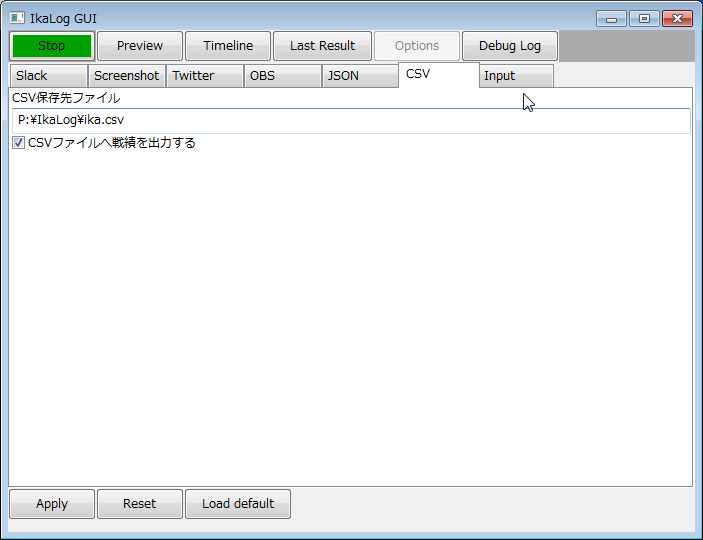 IkaLog GUI
Stop Preview Timeline Last Result Options Debug Log
Slack Screenshot Twitter OBS JSON CSV Input
CSV保存先ファイル
P:¥IkaLog¥ika.csv
CSVファイルへ戦績を出力する
Apply Reset Load default